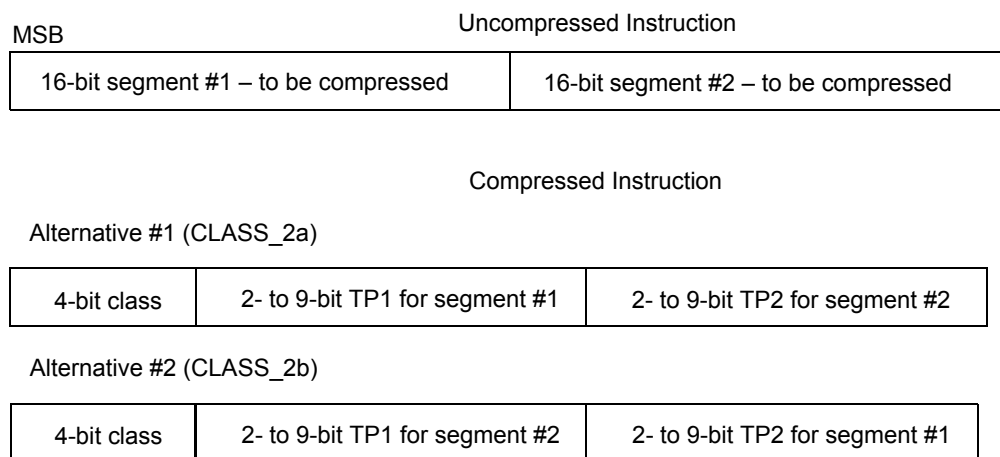 Uncompressed Instruction
MSB
16-bit segment #1 – to be compressed
16-bit segment #2 – to be compressed
Compressed Instruction
Alternative #1 (CLASS_2a)
4-bit class
2- to 9-bit TP1 for segment #1
2- to 9-bit TP2 for segment #2
Alternative #2 (CLASS_2b)
4-bit class
2- to 9-bit TP1 for segment #2
2- to 9-bit TP2 for segment #1